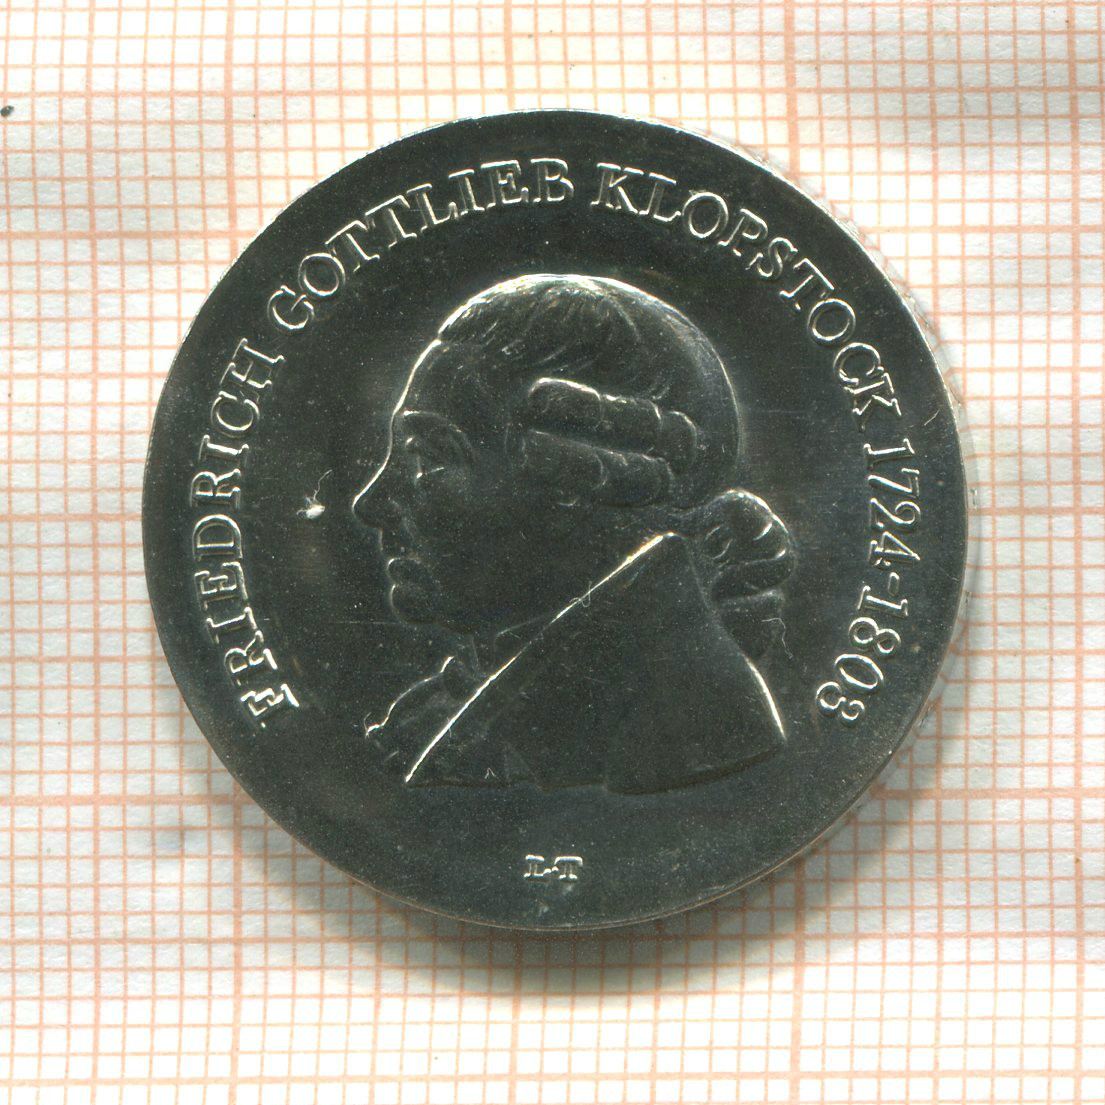 FRIEDRICH GOTTLIEB KLOPSTOCK 1724-1803
L·T